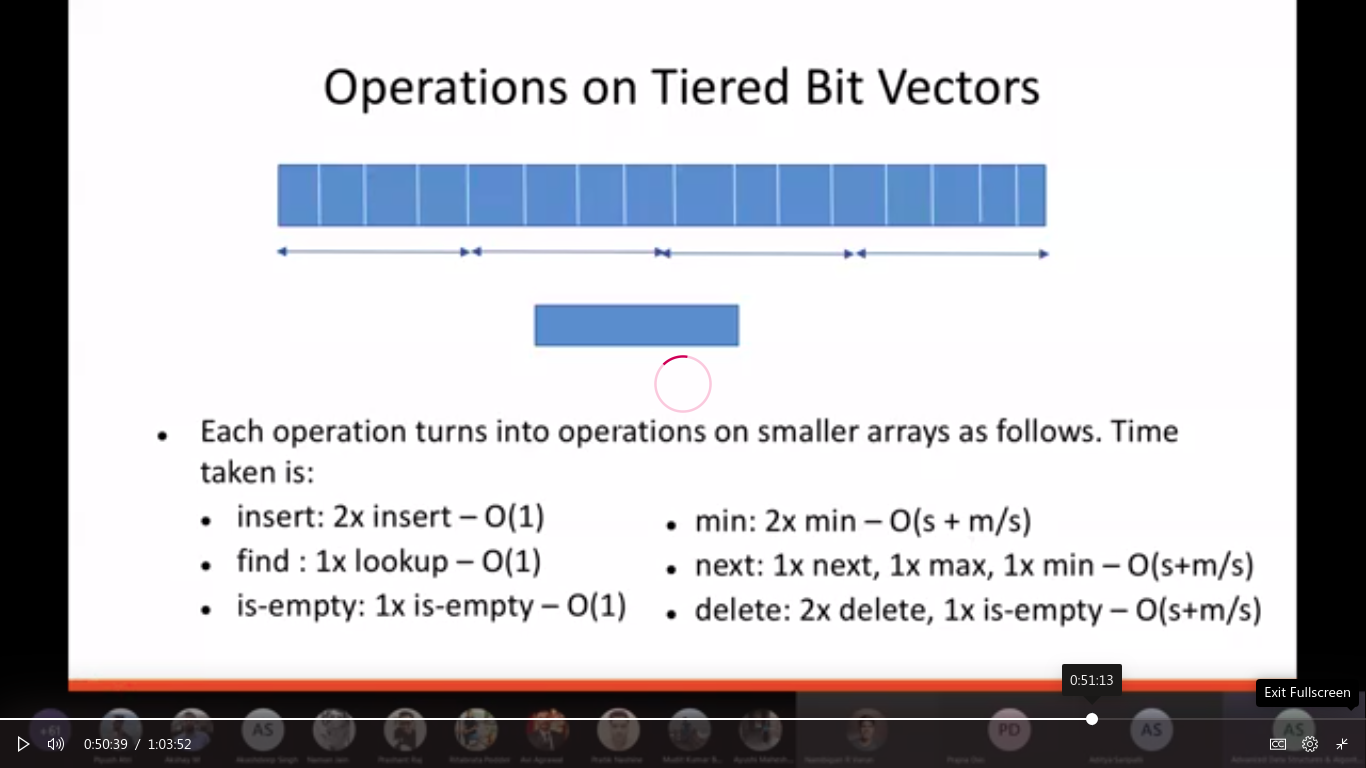 Operations on Tiered Bit Vectors
• Each operation turns into operations on smaller arrays as follows. Time
taken is:
• insert: 2x insert – O(1)
• find : 1x lookup – O(1)
• is-empty: 1x is-empty – O(1)
• min: 2x min – O(s + m/s)
• next: 1x next, 1x max, 1x min – O(s+m/s)
• delete: 2x delete, 1x is-empty – O(s+m/s)
0:51:13
Exit Fullscreen
+61
AS
PD
AS
AS
0:50:39 / 1:03:52
CC